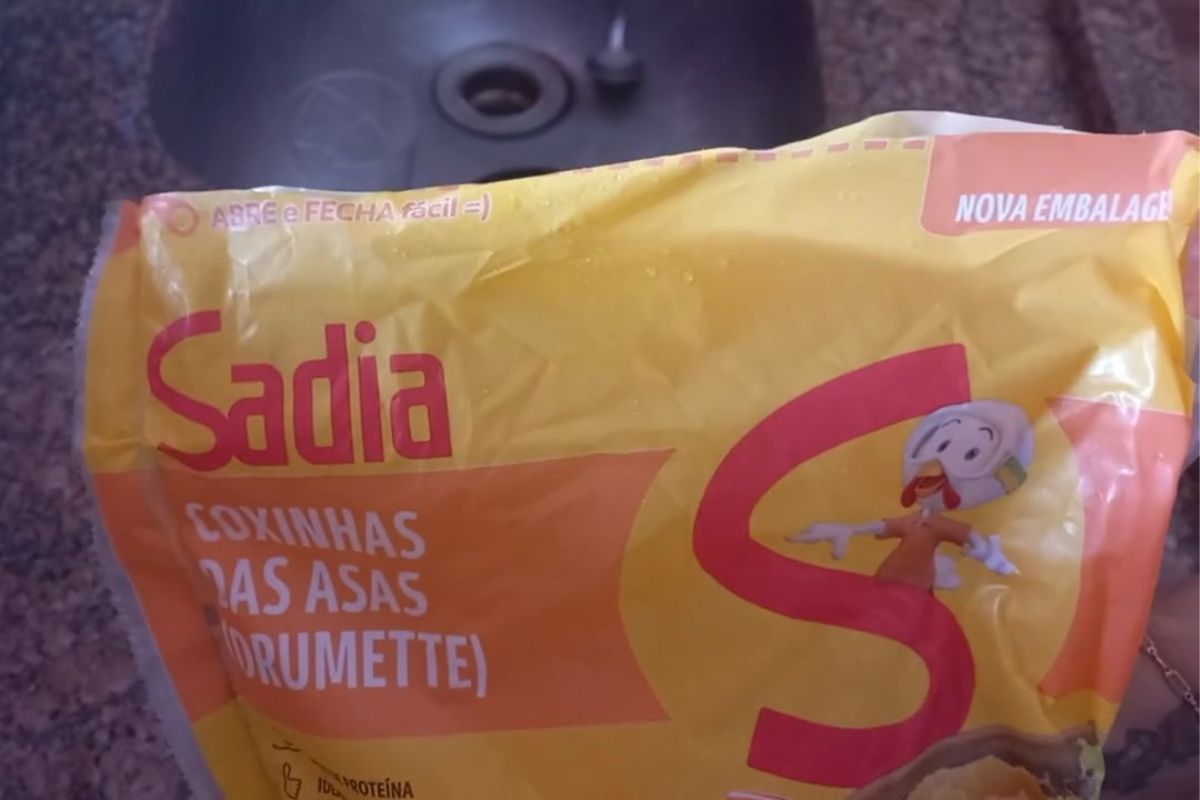 ABRE e FECHA fácil =)
NOVA EMBALAGE
Sadia
COXINHAS
DAS ASAS
(DRUMETTE)
S
PROTEÍNA